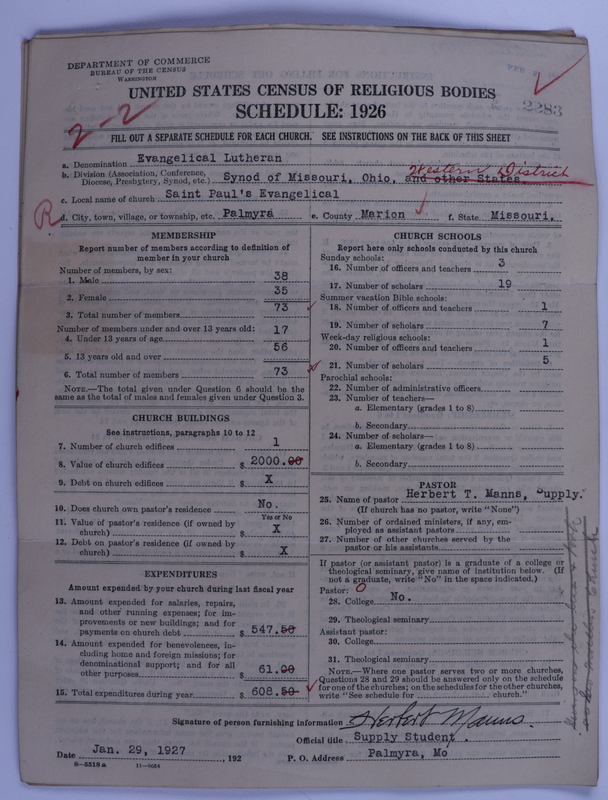 DEPARTMENT OF COMMERCE
BUREAU OF THE CENSUS
WASHINGTON
UNITED STATES CENSUS OF RELIGIOUS BODIES
SCHEDULE: 1926
2283
2-2
FILL OUT A SEPARATE SCHEDULE FOR EACH CHURCH. SEE INSTRUCTIONS ON THE BACK OF THIS SHEET
a. Denomination Evangelical Lutheran
b. Division (Association, Conference, Diocese, Presbytery, Synod, etc.) Synod of Missouri, Ohio, and other States. Western District
c. Local name of church Saint Paul's Evangelical
R
d. City, town, village, or township, etc. Palmyra e. County Marion f. State Missouri.
MEMBERSHIP
Report number of members according to definition of
member in your church
Number of members, by sex:
1. Male 38
2. Female 35
3. Total number of members 73
Number of members under and over 13 years old:
4. Under 13 years of age 17
5. 13 years old and over 56
6. Total number of members 73
NOTE.—The total given under Question 6 should be the
same as the total of males and females given under Question 3.
CHURCH BUILDINGS
See instructions, paragraphs 10 to 12
7. Number of church edifices 1
8. Value of church edifices $ 2000.00
9. Debt on church edifices $ X
10. Does church own pastor's residence? No.
Yes or No
11. Value of pastor's residence (if owned by
church) $ X
12. Debt on pastor's residence (if owned by
church) $ X
EXPENDITURES
Amount expended by your church during last fiscal year
13. Amount expended for salaries, repairs,
and other running expenses; for im-
provements or new buildings; and for
payments on church debt $ 547.50
14. Amount expended for benevolences, in-
cluding home and foreign missions; for
denominational support; and for all
other purposes $ 61.00
15. Total expenditures during year $ 608.50
CHURCH SCHOOLS
Report here only schools conducted by this church
Sunday schools:
16. Number of officers and teachers 3
17. Number of scholars 19
Summer vacation Bible schools:
18. Number of officers and teachers 1
19. Number of scholars 7
Week-day religious schools:
20. Number of officers and teachers 1
21. Number of scholars 5
Parochial schools:
22. Number of administrative officers
23. Number of teachers—
a. Elementary (grades 1 to 8)
b. Secondary
24. Number of scholars—
a. Elementary (grades 1 to 8)
b. Secondary
PASTOR
25. Name of pastor Herbert T. Manns, Supply.
(If church has no pastor, write "None")
26. Number of ordained ministers, if any, em-
ployed as assistant pastors
27. Number of other churches served by the
pastor or his assistants
If pastor (or assistant pastor) is a graduate of a college or
theological seminary, give name of institution below. (If
not a graduate, write "No" in the space indicated.)
Pastor: O
28. College No.
29. Theological seminary
Assistant pastor:
30. College
31. Theological seminary
NOTE.—Where one pastor serves two or more churches,
Questions 28 and 29 should be answered only on the schedule
for one of the churches; on the schedules for the other churches,
write "See schedule for church."
Signature of person furnishing information Herbert Manns.
Official title Supply Student.
Date Jan. 29, 1927, 192 P. O. Address Palmyra, Mo
8—5518 a 11—9024